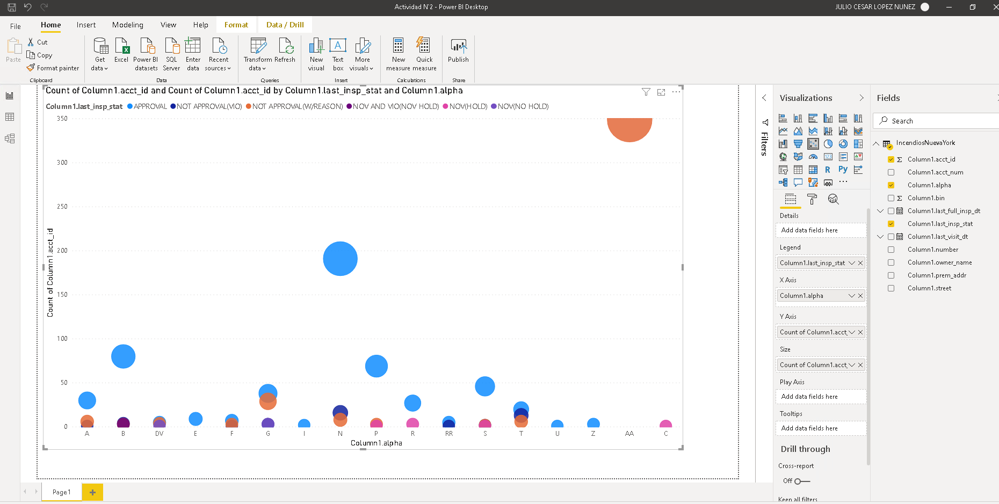 Actividad N°2 - Power BI Desktop
JULIO CESAR LOPEZ NUNEZ
File
Home
Insert
Modeling
View
Help
Format
Data / Drill
Paste
Cut
Copy
Format painter
Clipboard
Get data
Excel
Power BI datasets
SQL Server
Enter data
Recent sources
Data
Transform data
Refresh
Queries
New visual
Text box
More visuals
Insert
New measure
Quick measure
Calculations
Publish
Share
Count of Column1.acct_id and Count of Column1.acct_id by Column1.last_insp_stat and Column1.alpha
Column1.last_insp_stat APPROVAL NOT APPROVAL(VIO) NOT APPROVAL(W/REASON) NOV AND VIO(NOV HOLD) NOV(HOLD) NOV(NO HOLD)
350
300
250
200
150
100
50
0
Count of Column1.acct_id
A B DV E F G I N P R RR S T U Z AA C
Column1.alpha
Page1
Filters
Visualizations
123
R
Py
Details
Add data fields here
Legend
Column1.last_insp_stat
X Axis
Column1.alpha
Y Axis
Count of Column1.acct_
Size
Count of Column1.acct_
Play Axis
Add data fields here
Tooltips
Add data fields here
Drill through
Cross-report
Off
Keep all filters
Fields
Search
IncendiosNuevaYork
Column1.acct_id
Column1.acct_num
Column1.alpha
Column1.bin
Column1.last_full_insp_dt
Column1.last_insp_stat
Column1.last_visit_dt
Column1.number
Column1.owner_name
Column1.prem_addr
Column1.street